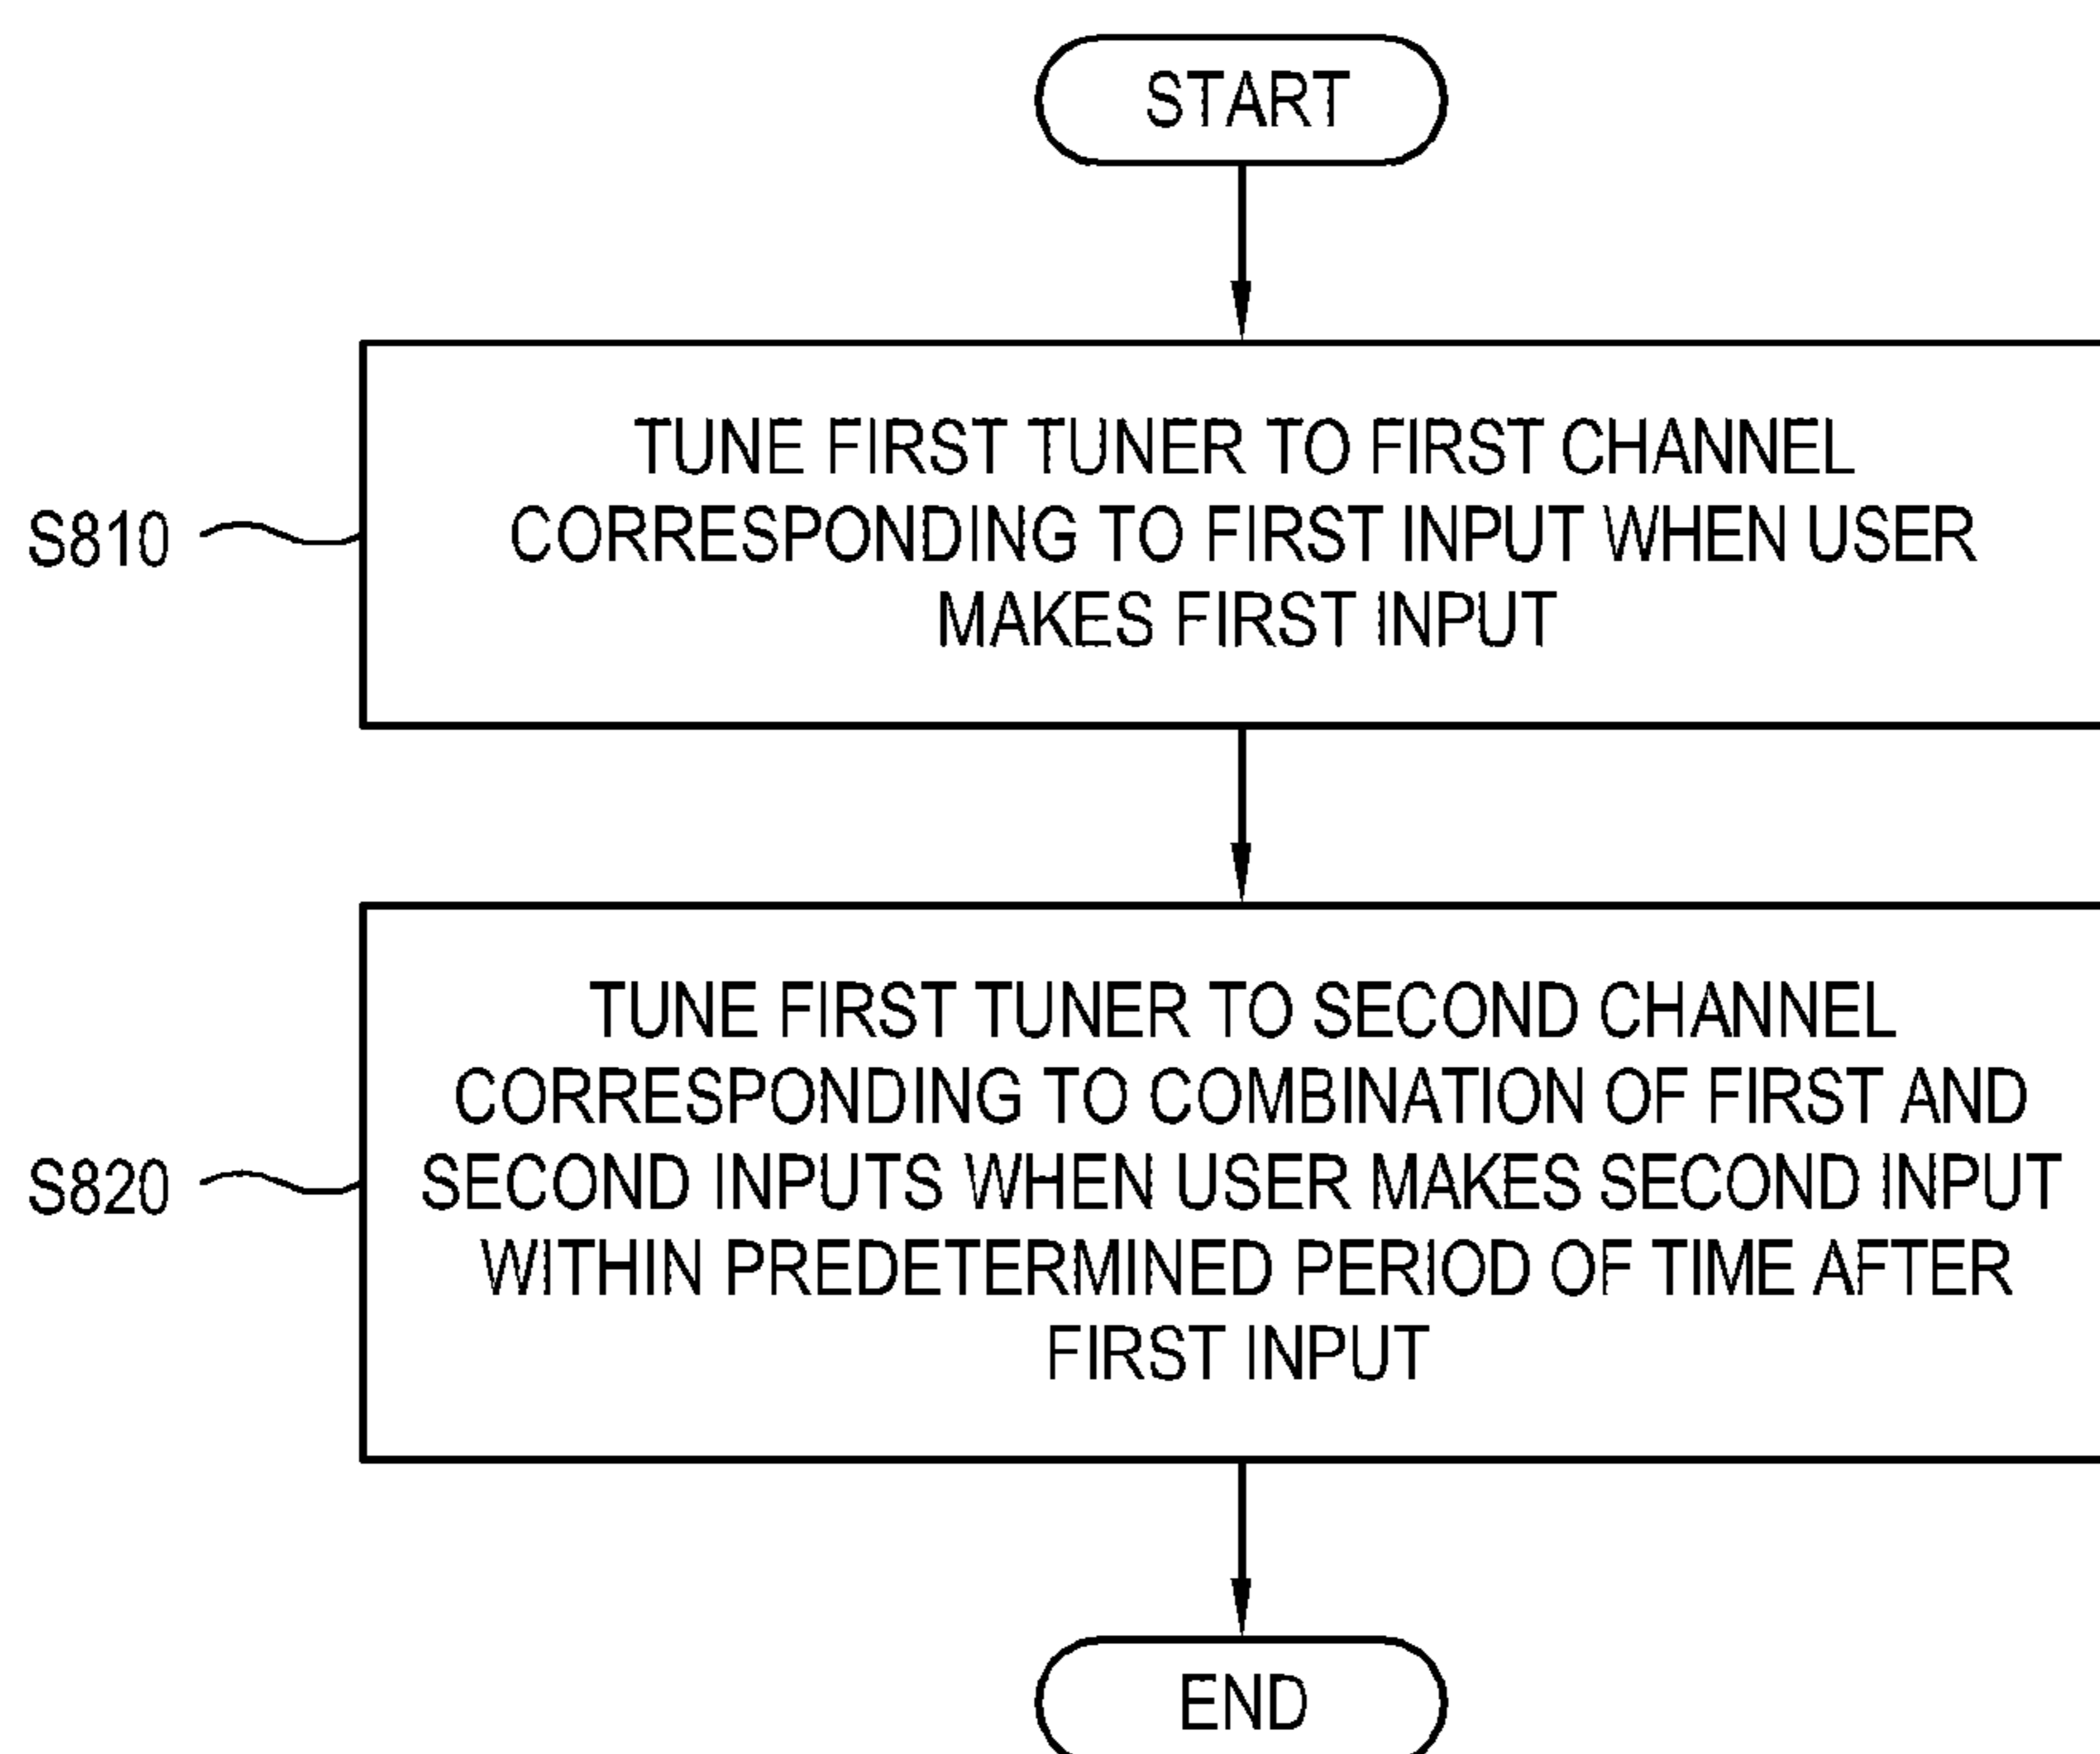 START
TUNE FIRST TUNER TO FIRST CHANNEL
CORRESPONDING TO FIRST INPUT WHEN USER
MAKES FIRST INPUT
S810
TUNE FIRST TUNER TO SECOND CHANNEL
CORRESPONDING TO COMBINATION OF FIRST AND
SECOND INPUTS WHEN USER MAKES SECOND INPUT
WITHIN PREDETERMINED PERIOD OF TIME AFTER
FIRST INPUT
S820
END